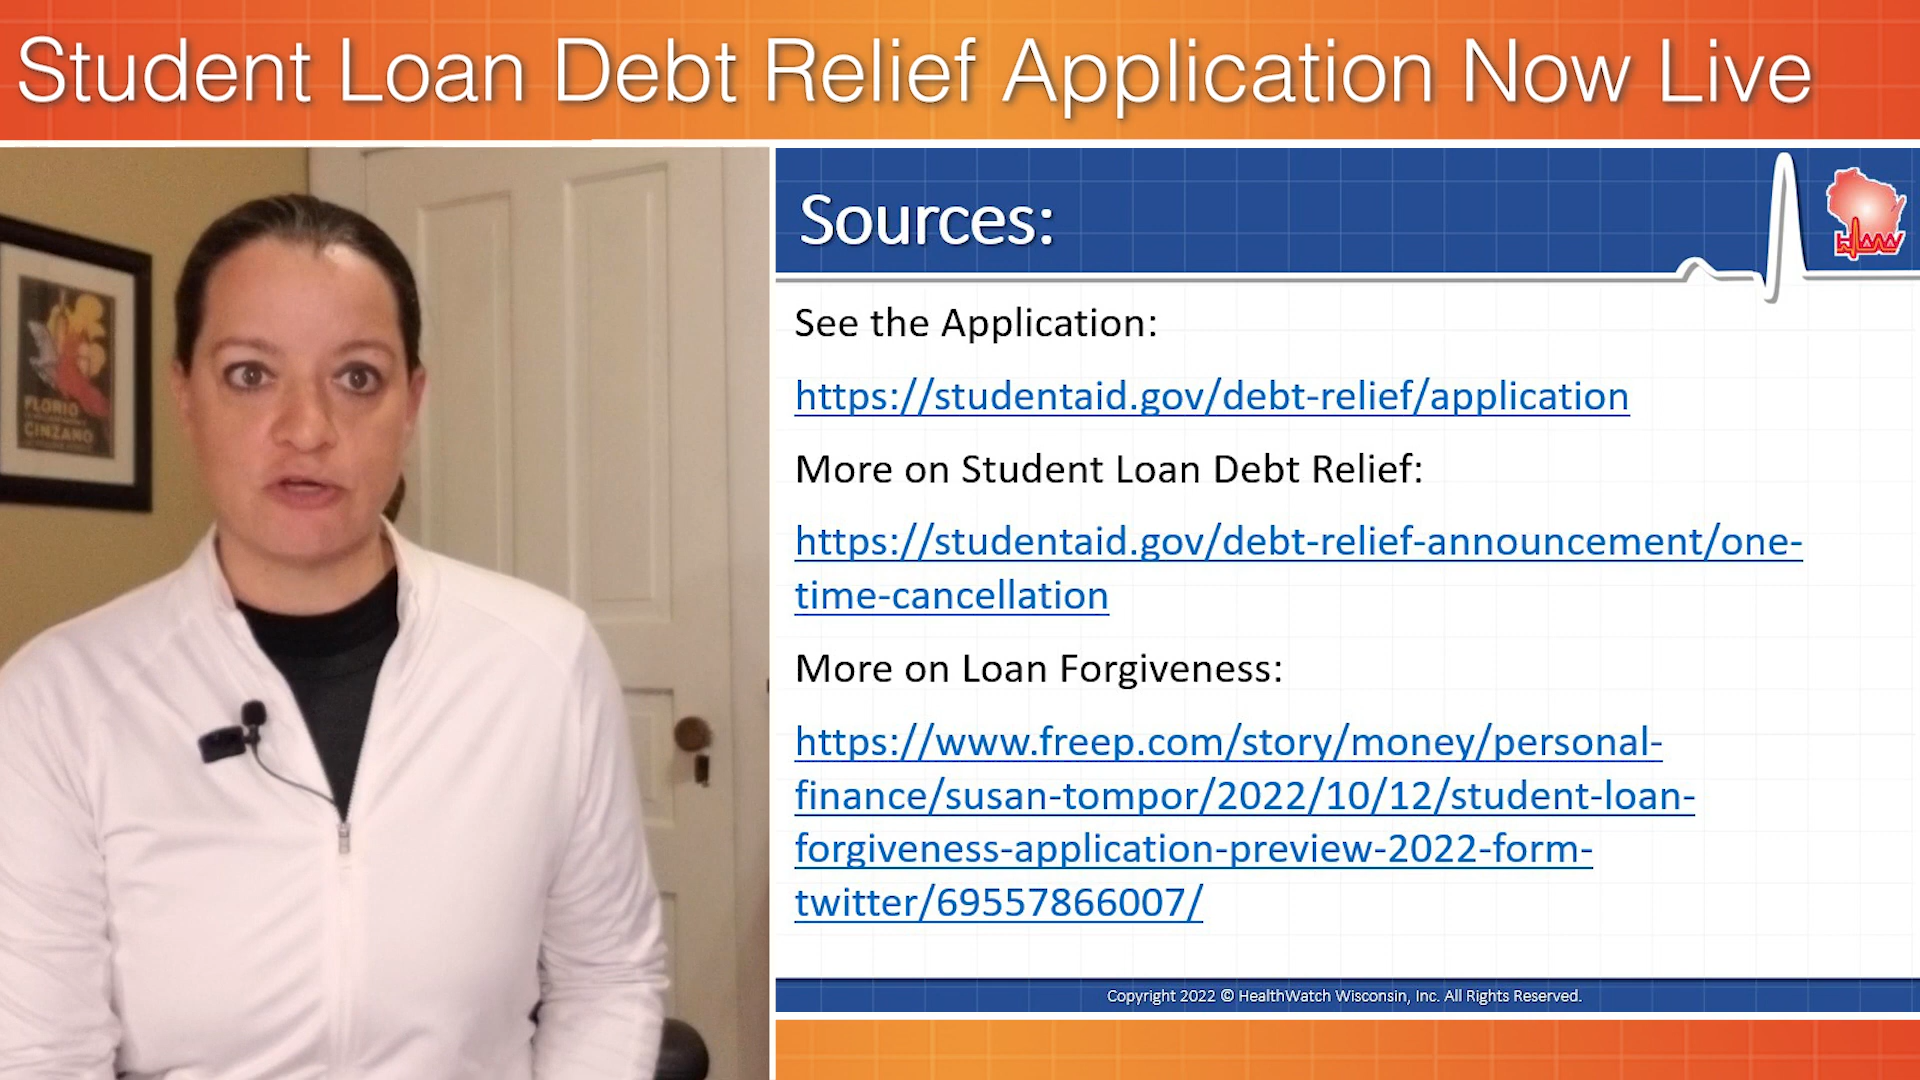 Student Loan Debt Relief Application Now Live
FLORIO
CINZANO
Sources:
HWW
See the Application:
https://studentaid.gov/debt-relief/application
More on Student Loan Debt Relief:
https://studentaid.gov/debt-relief-announcement/one-
time-cancellation
More on Loan Forgiveness:
https://www.freep.com/story/money/personal-
finance/susan-tompor/2022/10/12/student-loan-
forgiveness-application-preview-2022-form-
twitter/69557866007/
Copyright 2022 © HealthWatch Wisconsin, Inc. All Rights Reserved.